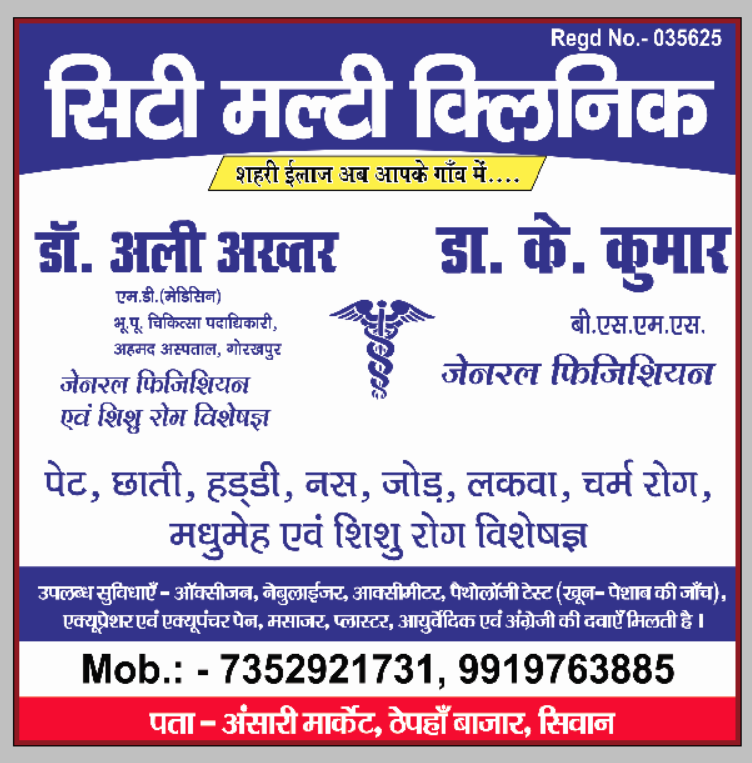 Regd No.- 035625
सिटी मल्टी क्लिनिक
शहरी ईलाज अब आपके गाँव में....
डॉ. अली अख्तर
एम.डी.(मेडिसिन)
भू.पू. चिकित्सा पदाधिकारी,
अहमद अस्पताल, गोरखपुर
जेनरल फिजिशियन
एवं शिशु रोग विशेषज्ञ
डा. के. कुमार
बी.एस.एम.एस.
जेनरल फिजिशियन
पेट, छाती, हड्डी, नस, जोड़, लकवा, चर्म रोग,
मधुमेह एवं शिशु रोग विशेषज्ञ
उपलब्ध सुविधाएँ – ऑक्सीजन, नेबुलाईजर, आक्सीमीटर, पैथोलॉजी टेस्ट (खून– पेशाब की जाँच),
एक्यूप्रेशर एवं एक्यूपंचर पेन, मसाजर, प्लास्टर, आयुर्वेदिक एवं अंग्रेजी की दवाएँ मिलती है ।
Mob.: - 7352921731, 9919763885
पता – अंसारी मार्केट, ठेपहाँ बाजार, सिवान